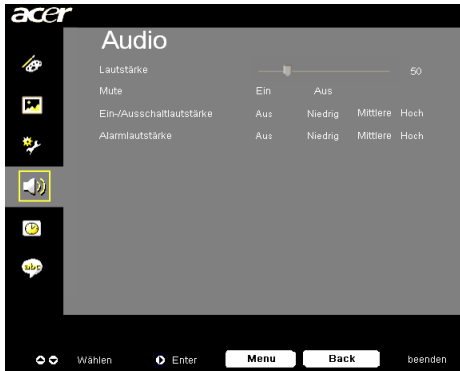 acer
Audio
Lautstärke 50
Mute Ein Aus
Ein-/Ausschaltlautstärke Aus Niedrig Mittlere Hoch
Alarmlautstärke Aus Niedrig Mittlere Hoch
abc
Wählen Enter Menu Back beenden